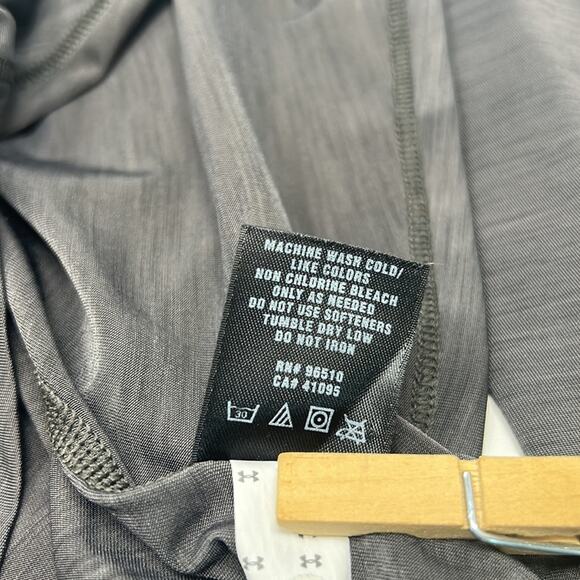 MACHINE WASH COLD/
LIKE COLORS
NON CHLORINE BLEACH
ONLY AS NEEDED
DO NOT USE SOFTENERS
TUMBLE DRY LOW
DO NOT IRON
RN# 96510
CA# 41095
30